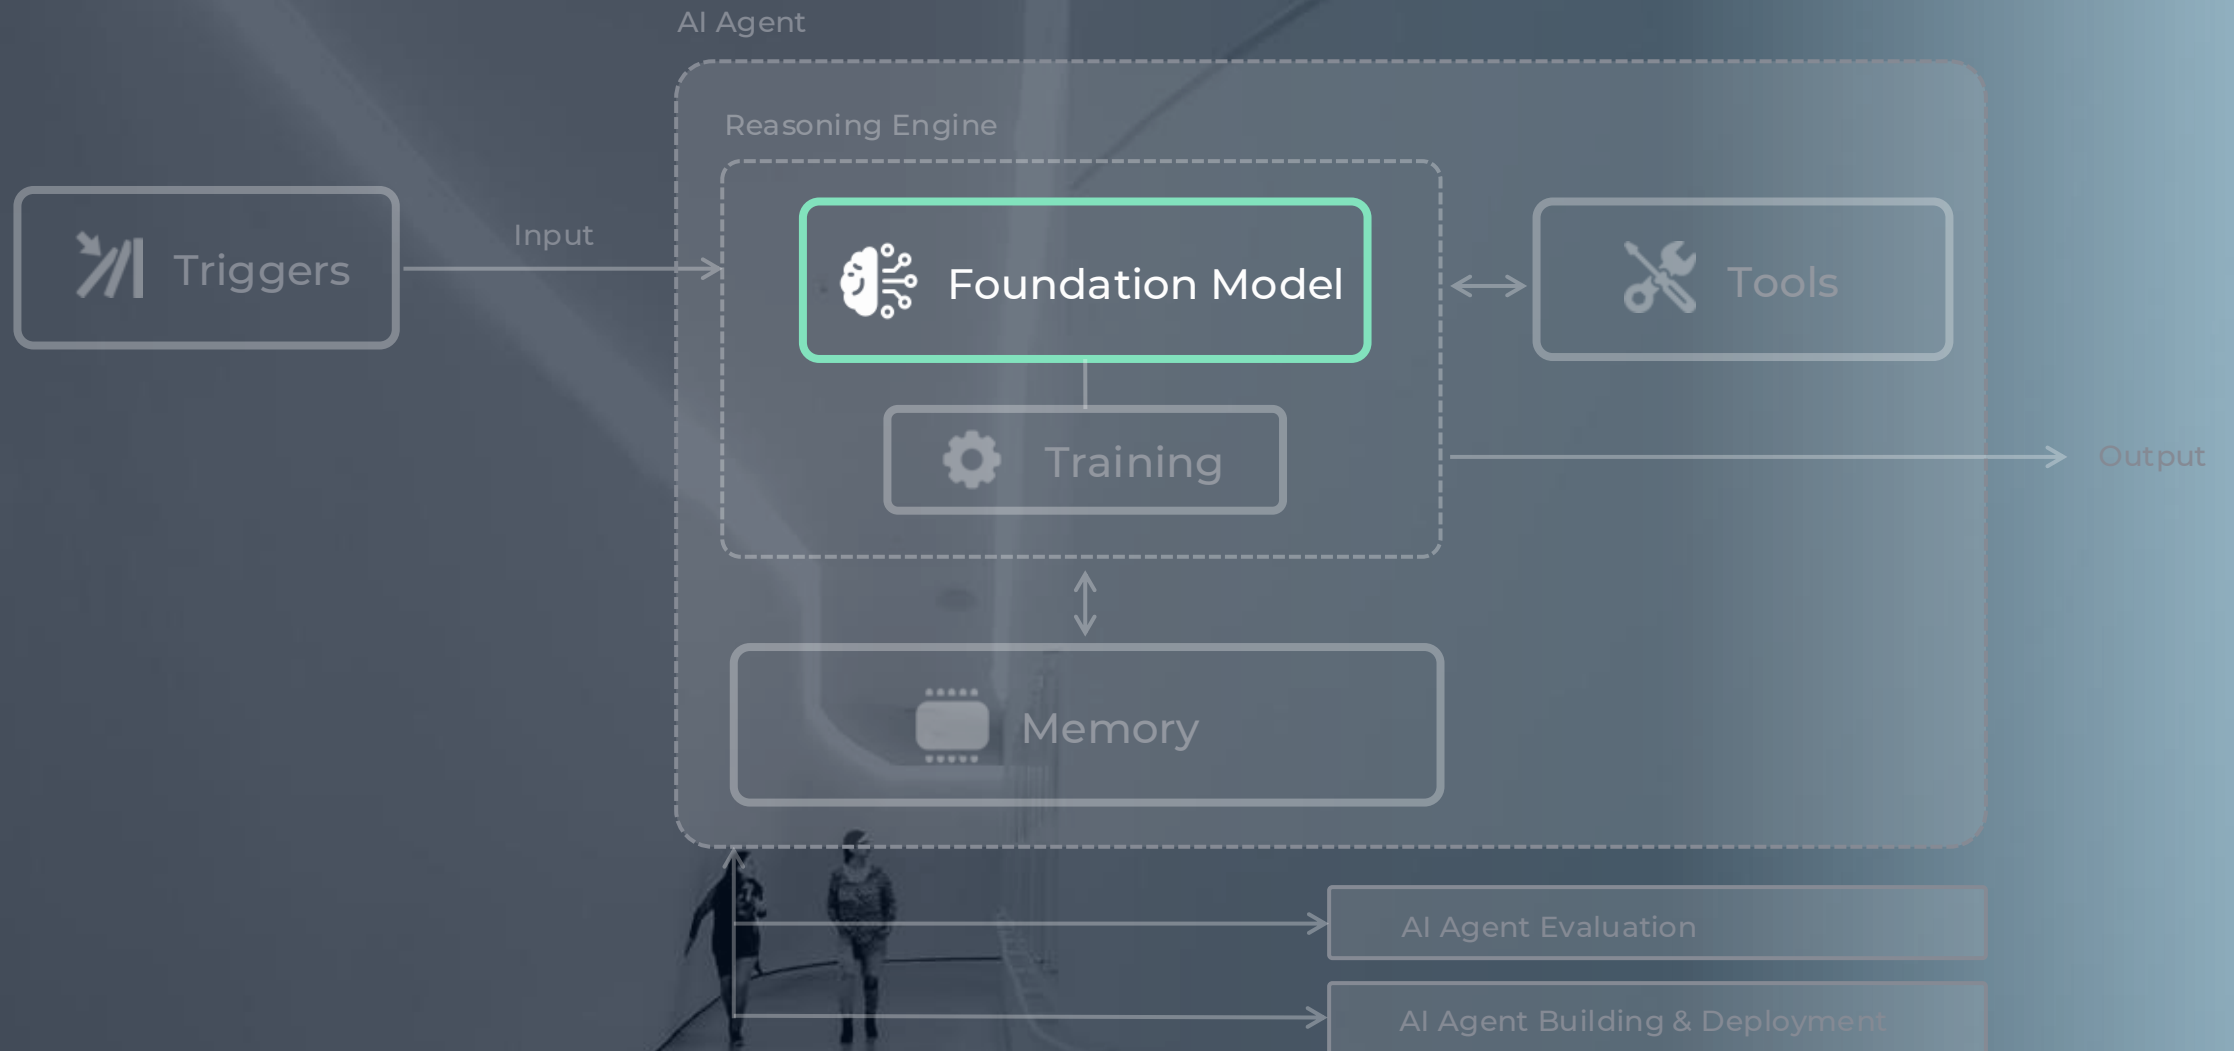 AI Agent
Reasoning Engine
Triggers
Input
Foundation Model
Tools
Training
Output
Memory
AI Agent Evaluation
AI Agent Building & Deployment